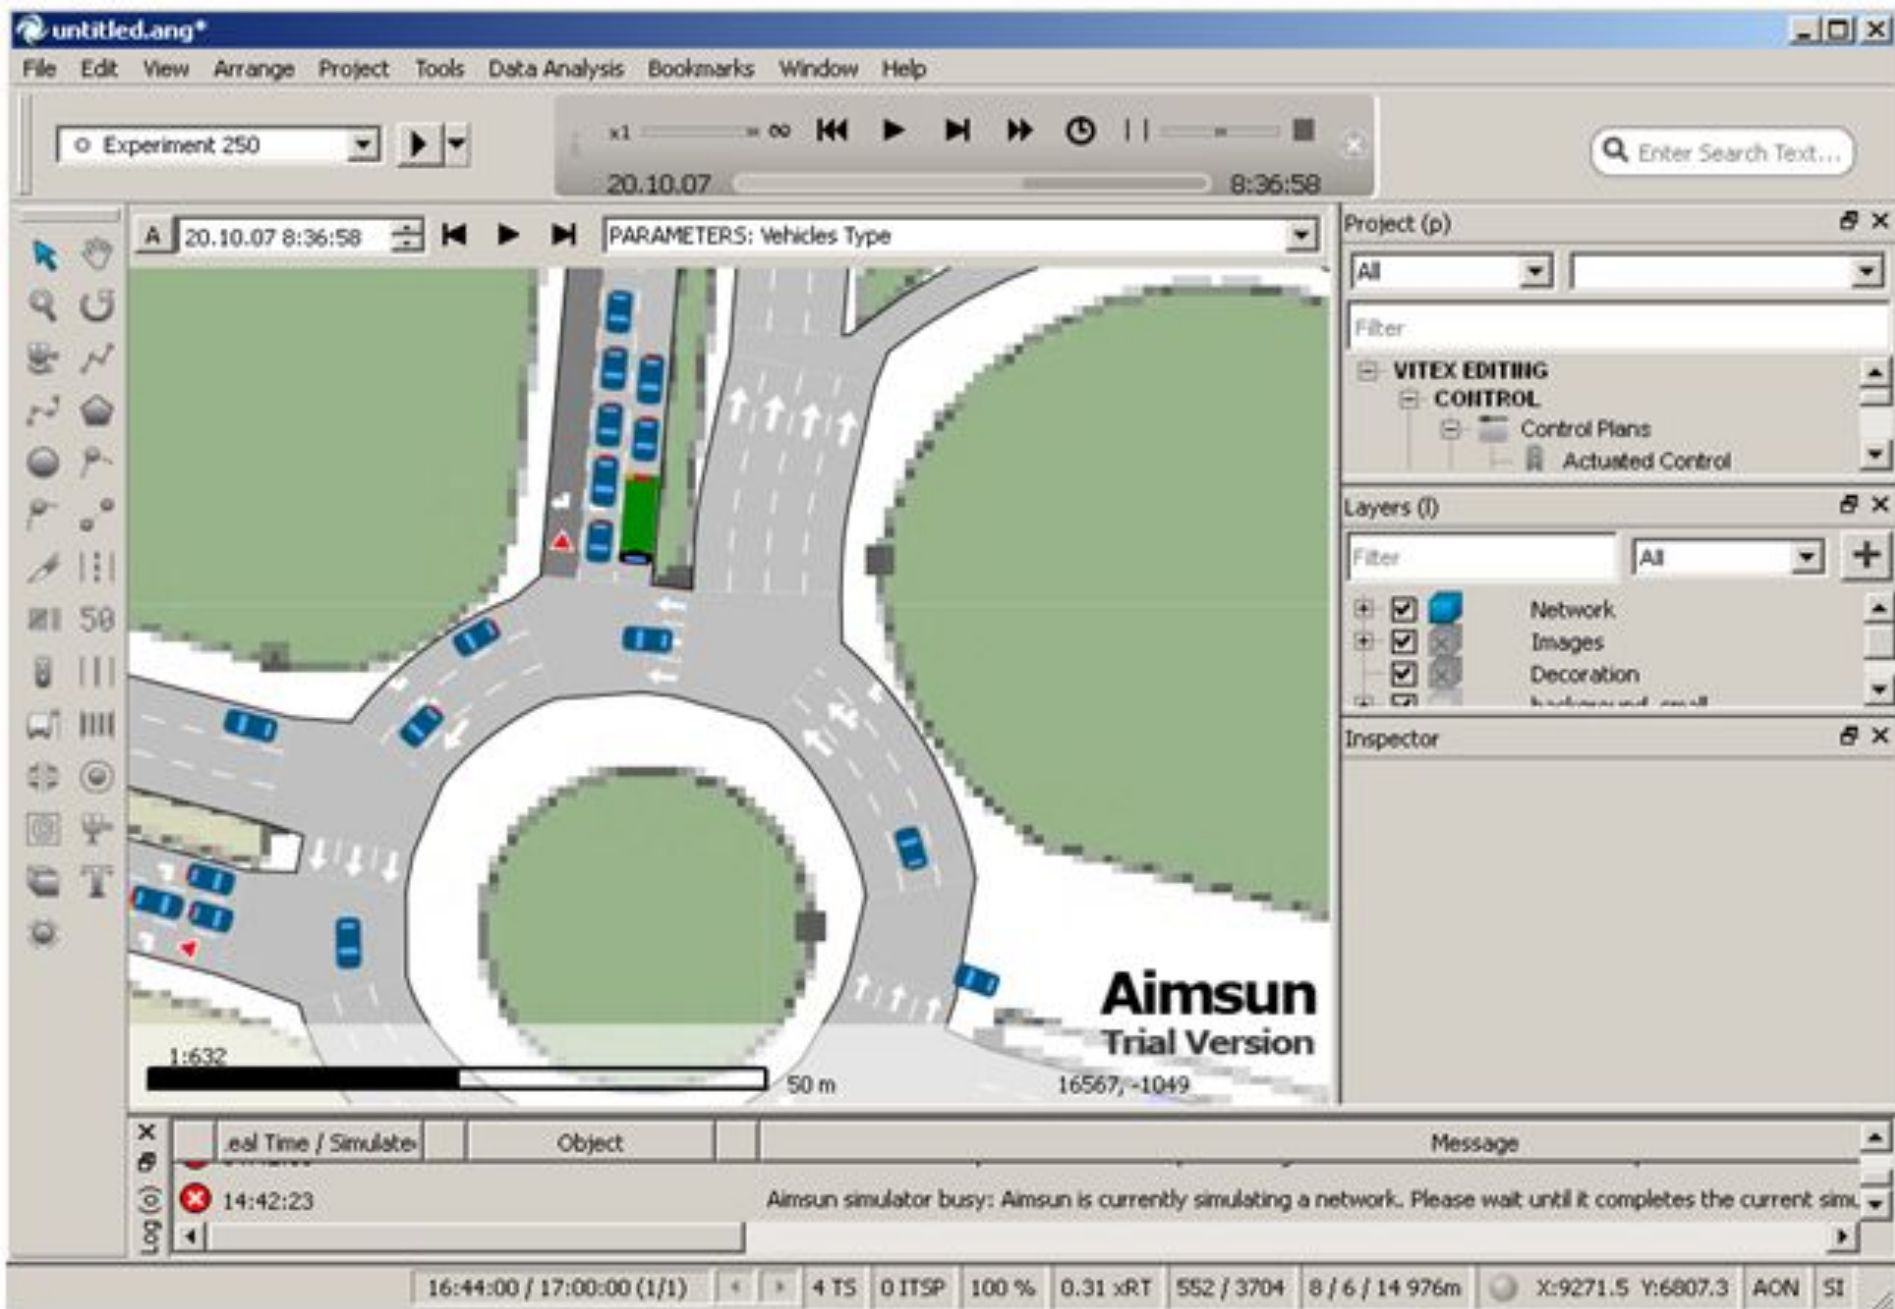 untitled.ang*
File Edit View Arrange Project Tools Data Analysis Bookmarks Window Help
Experiment 250
x1 ∞
20.10.07 8:36:58
Enter Search Text...
A 20.10.07 8:36:58 PARAMETERS: Vehicles Type
50
Project (p)
All
Filter
VITEX EDITING
CONTROL
Control Plans
Actuated Control
Layers (l)
Filter All
Network
Images
Decoration
background_small
Inspector
Aimsun
Trial Version
1:632
50 m 16567, -1049
Log (o)
eal Time / Simulate Object Message
14:42:23 Aimsun simulator busy: Aimsun is currently simulating a network. Please wait until it completes the current simu
16:44:00 / 17:00:00 (1/1) 4 TS 0 ITSP 100 % 0.31 xRT 552 / 3704 8 / 6 / 14 976m X:9271.5 Y:6807.3 AON SI